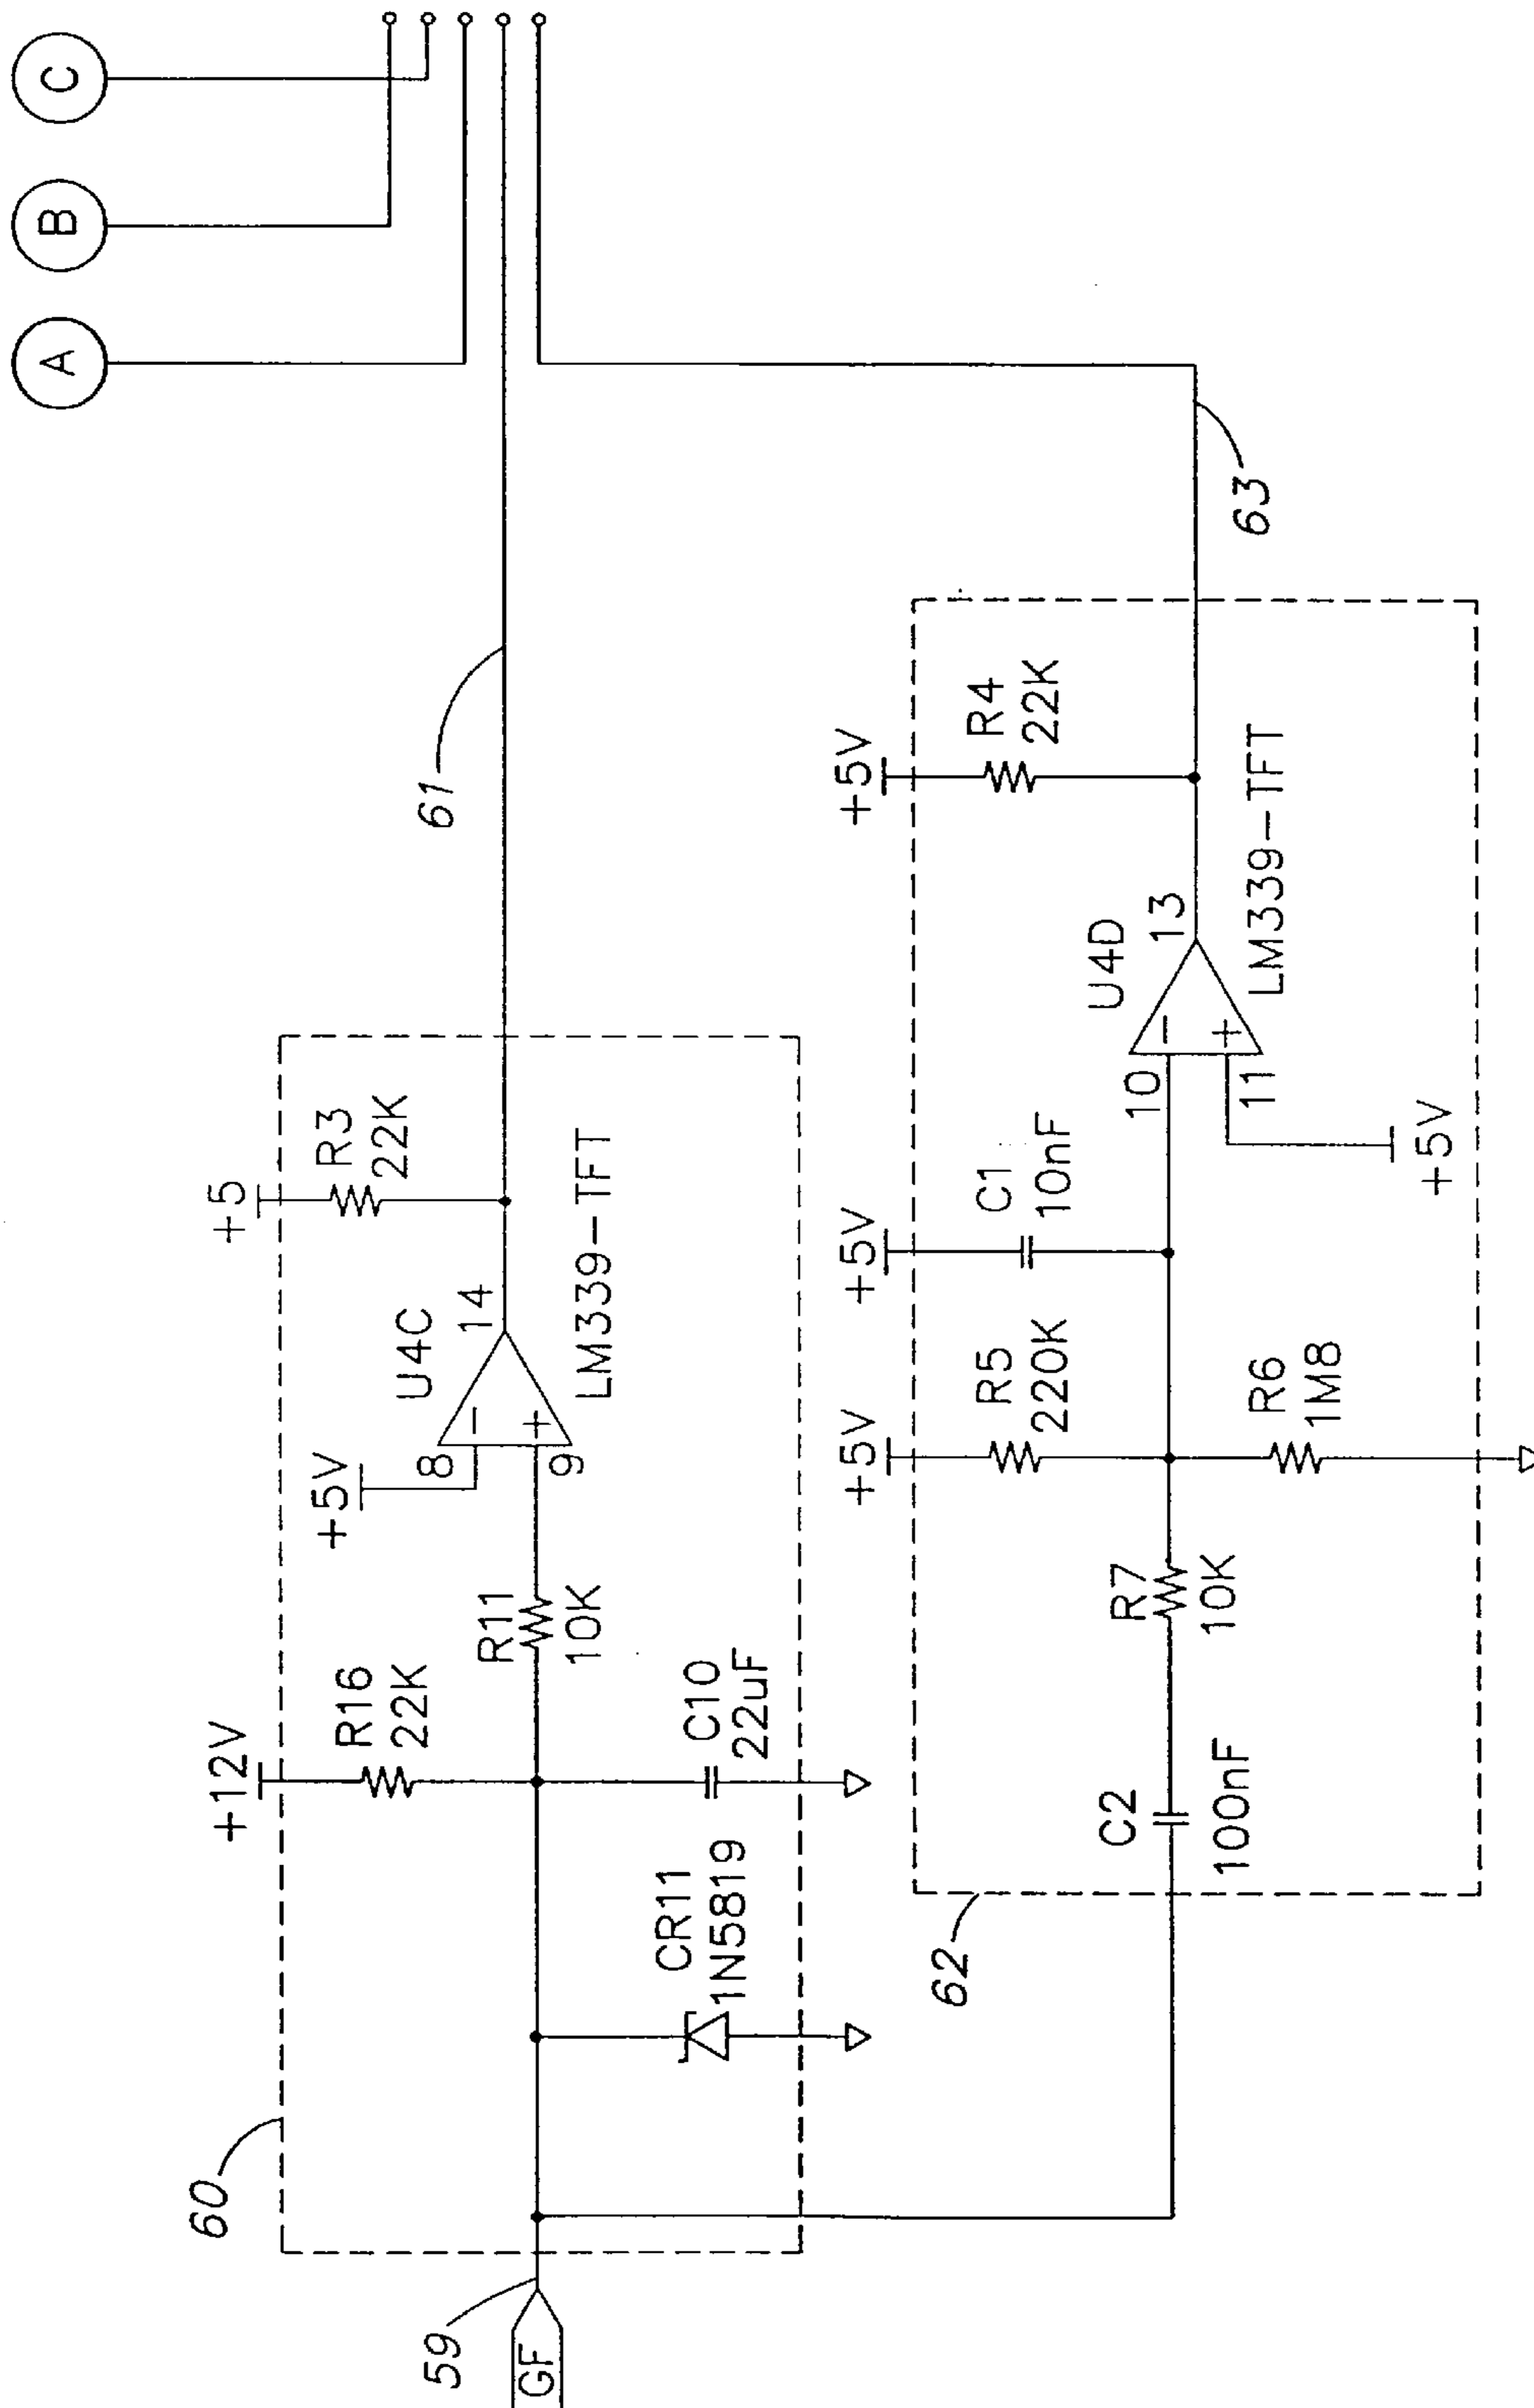 A
B
C
60
59
GF
61
+12V
R16
22K
+5V
U4C
8
9
14
+5
R3
22K
LM339-TFT
R11
10K
C10
22uF
CR11
1N5819
62
63
+5V
R5
220K
+5V
C1
10nF
+5V
R4
22K
U4D
10
11
13
LM339-TFT
+5V
R6
1M8
R7
10K
C2
100nF